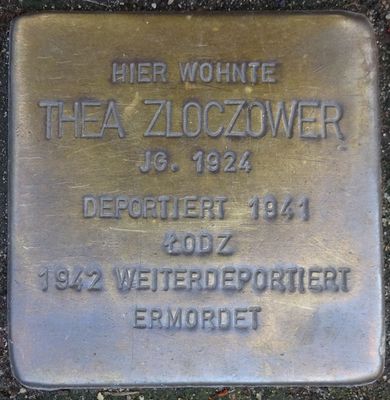 HIER WOHNTE
THEA ZLOCZOWER
JG. 1924
DEPORTIERT 1941
ŁODZ
1942 WEITERDEPORTIERT
ERMORDET